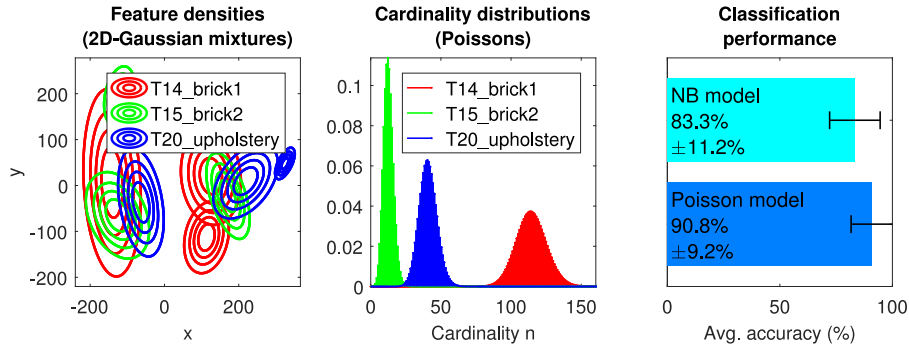 Feature densities
(2D-Gaussian mixtures)
200
100
0
-100
-200
y
-200
0
200
x
T14_brick1
T15_brick2
T20_upholstery
Cardinality distributions
(Poissons)
0.1
0.08
0.06
0.04
0.02
0
0
50
100
150
Cardinality n
T14_brick1
T15_brick2
T20_upholstery
Classification
performance
NB model
83.3%
±11.2%
Poisson model
90.8%
±9.2%
0
50
100
Avg. accuracy (%)